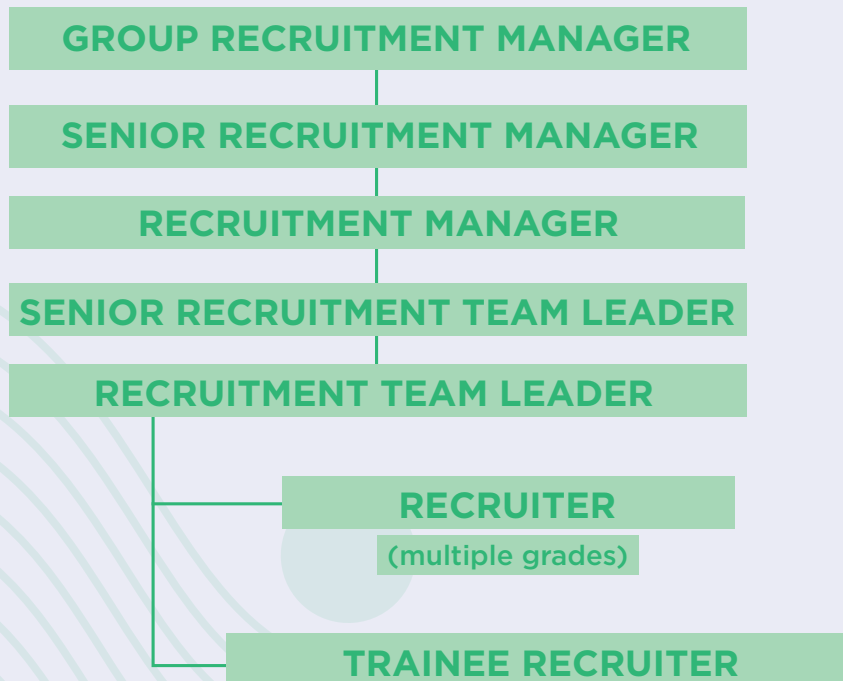 GROUP RECRUITMENT MANAGER
SENIOR RECRUITMENT MANAGER
RECRUITMENT MANAGER
SENIOR RECRUITMENT TEAM LEADER
RECRUITMENT TEAM LEADER
RECRUITER
(multiple grades)
TRAINEE RECRUITER